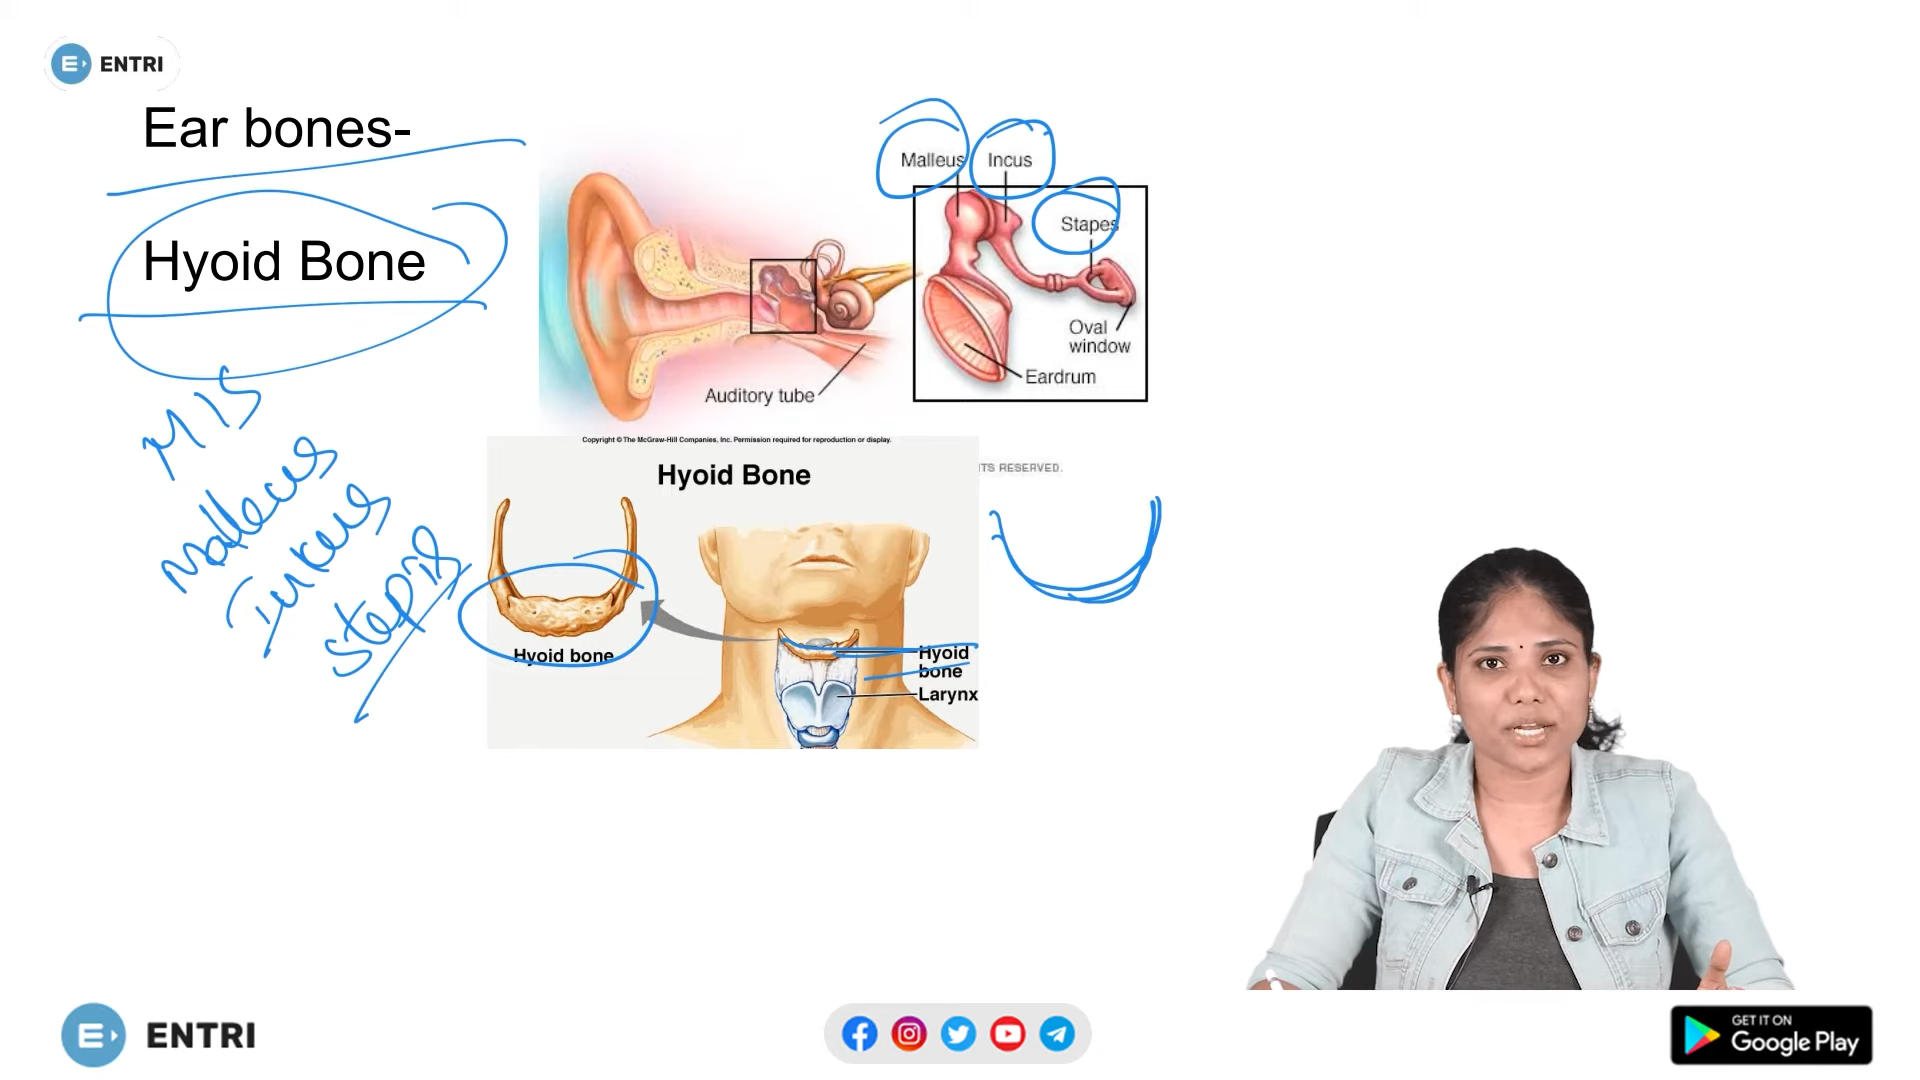 ENTRI
Ear bones-
Hyoid Bone
MIS
Malleus
Inkus
Stepis
Malleus
Incus
Stapes
Oval
window
Eardrum
Auditory tube
Copyright © The McGraw-Hill Companies, Inc. Permission required for reproduction or display.
TS RESERVED.
Hyoid Bone
Hyoid bone
Hyoid
bone
Larynx
ENTRI
GET IT ON
Google Play